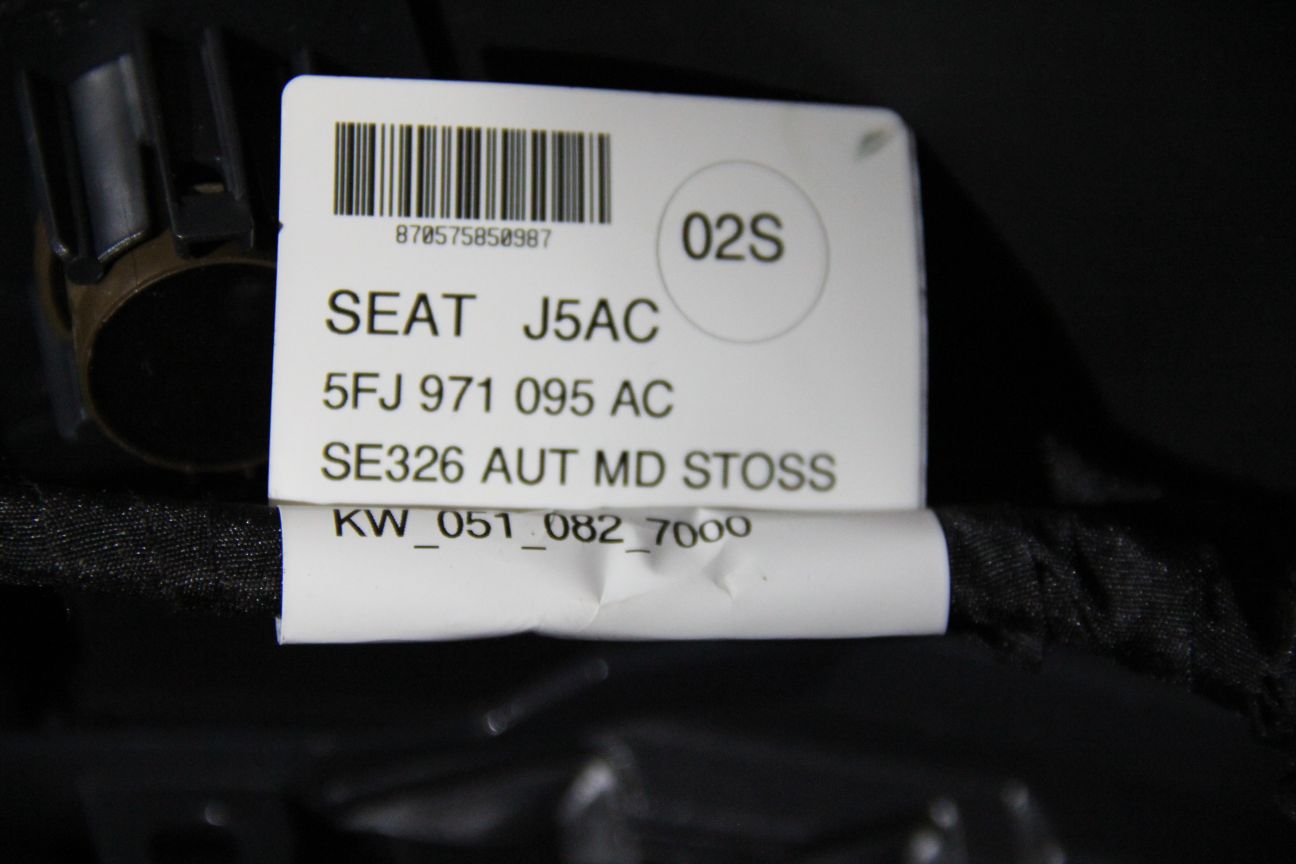 870575850987
02S
SEAT J5AC
5FJ 971 095 AC
SE326 AUT MD STOSS
KW_051_082_7000